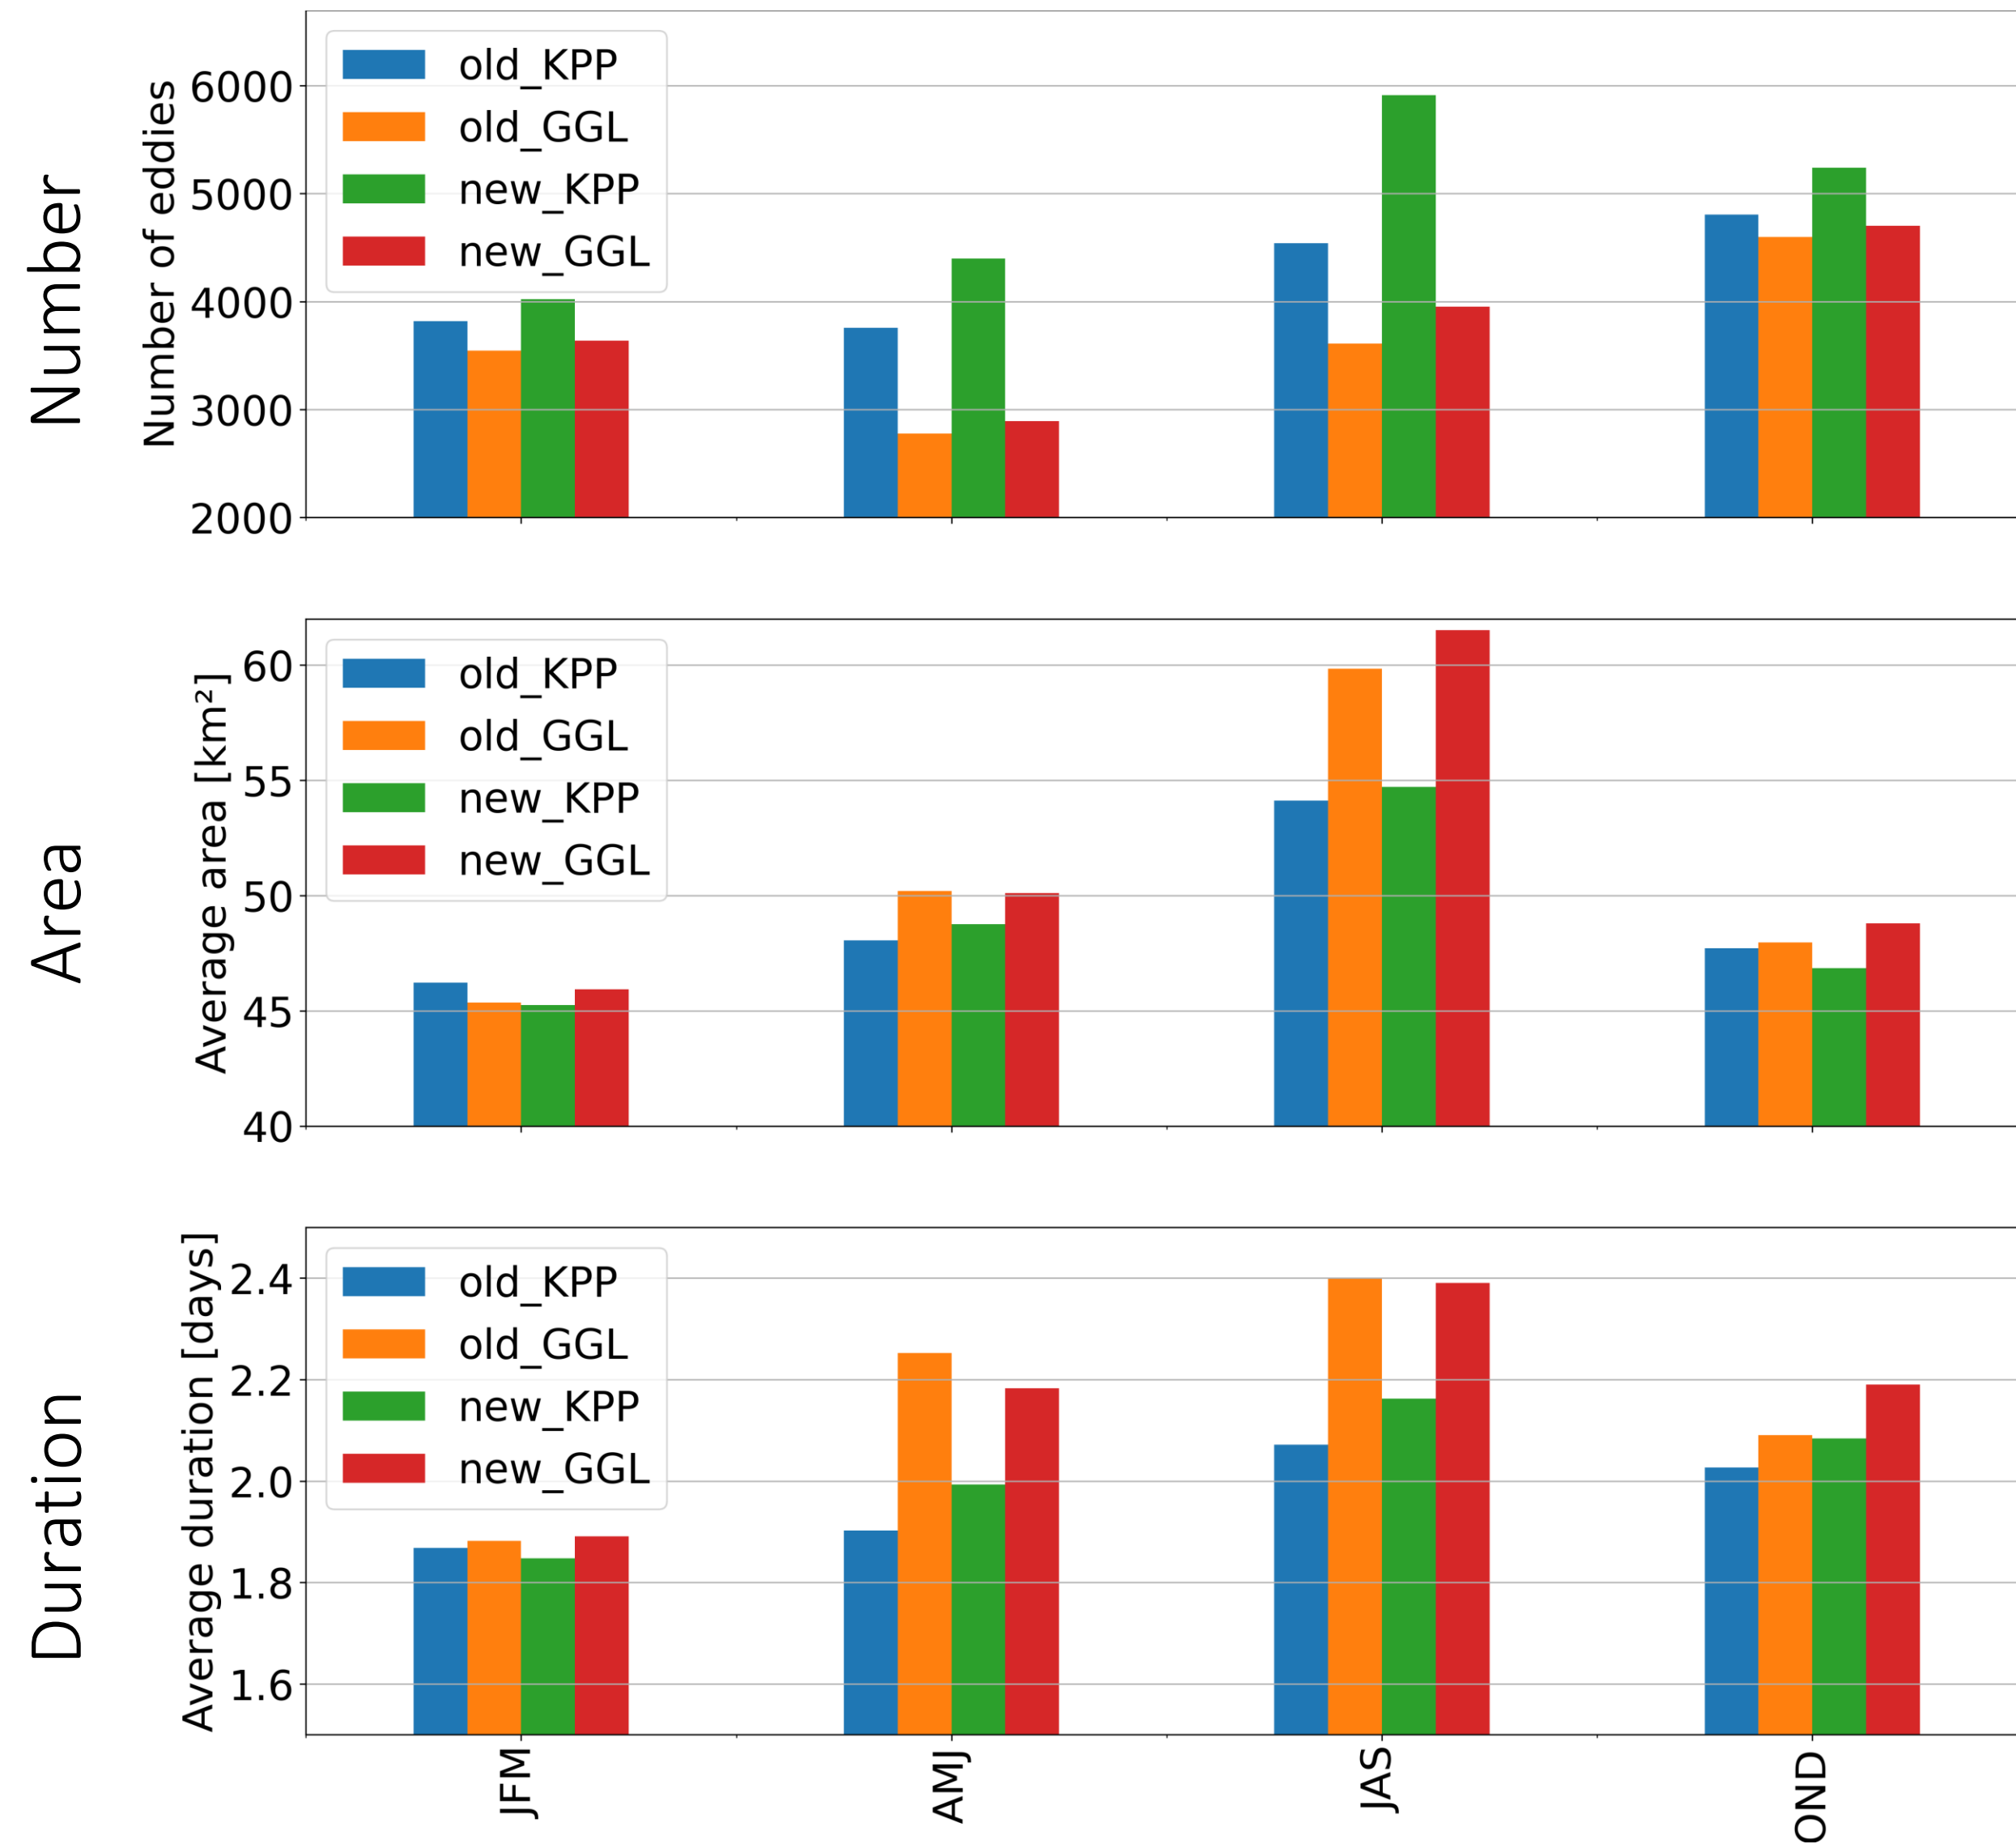 Number
Number of eddies
6000
5000
4000
3000
2000
old_KPP
old_GGL
new_KPP
new_GGL
Area
Average area [km²]
60
55
50
45
40
old_KPP
old_GGL
new_KPP
new_GGL
Duration
Average duration [days]
2.4
2.2
2.0
1.8
1.6
old_KPP
old_GGL
new_KPP
new_GGL
JFM
AMJ
JAS
OND